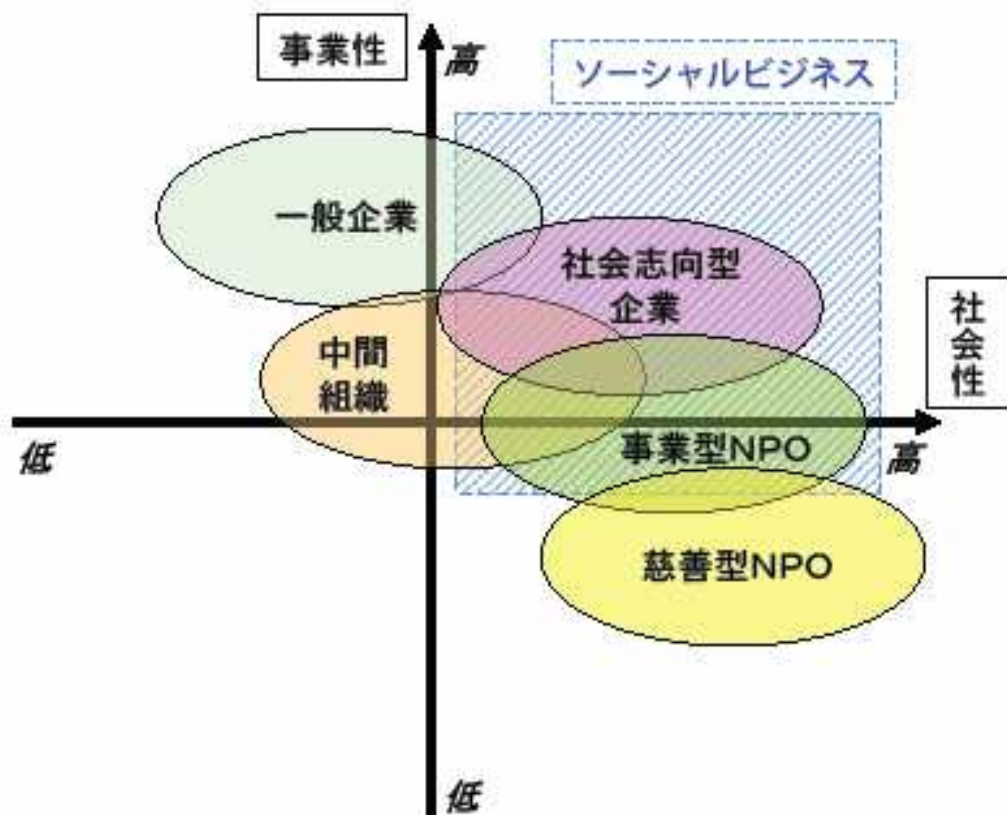 事業性
高
ソーシャルビジネス
一般企業
社会志向型
企業
社会性
中間
組織
低
事業型NPO
高
慈善型NPO
低